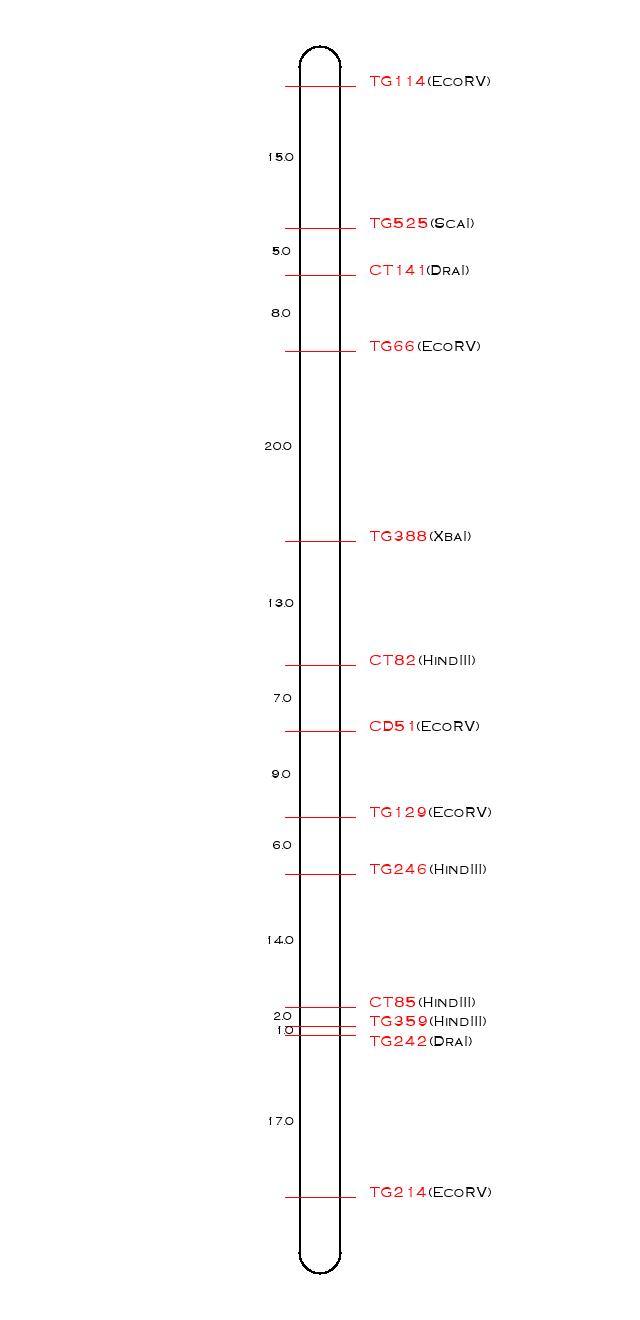 TG114(EcoRV)
15.0
TG525(ScaI)
5.0
CT141(DraI)
8.0
TG66(EcoRV)
20.0
TG388(XbaI)
13.0
CT82(HindIII)
7.0
CD51(EcoRV)
9.0
TG129(EcoRV)
6.0
TG246(HindIII)
14.0
CT85(HindIII)
2.0
TG359(HindIII)
1.0
TG242(DraI)
17.0
TG214(EcoRV)